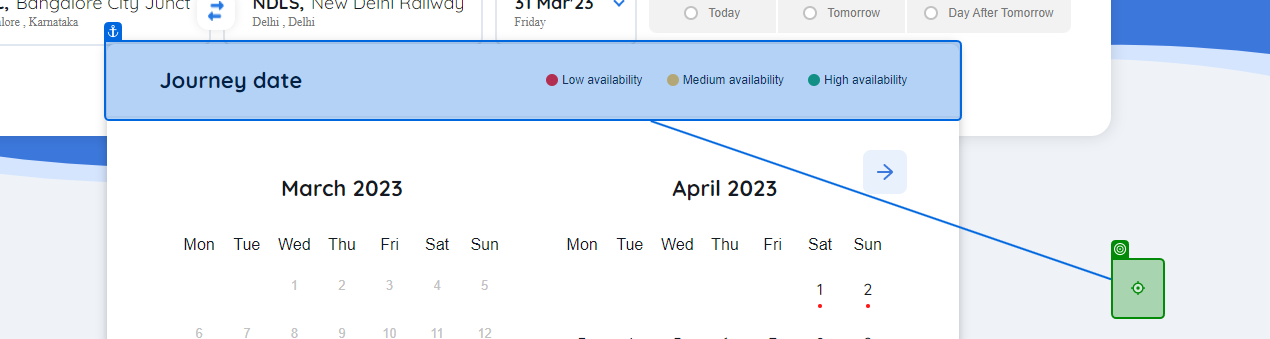 Bangalore City Junct
NDLS, New Delhi Railway
31 Mar'23
Today
Tomorrow
Day After Tomorrow
alore , Karnataka
Delhi , Delhi
Friday
Journey date
Low availability
Medium availability
High availability
March 2023
April 2023
Mon Tue Wed Thu Fri Sat Sun
Mon Tue Wed Thu Fri Sat Sun
1 2 3 4 5
1 2
6 7 8 9 10 11 12